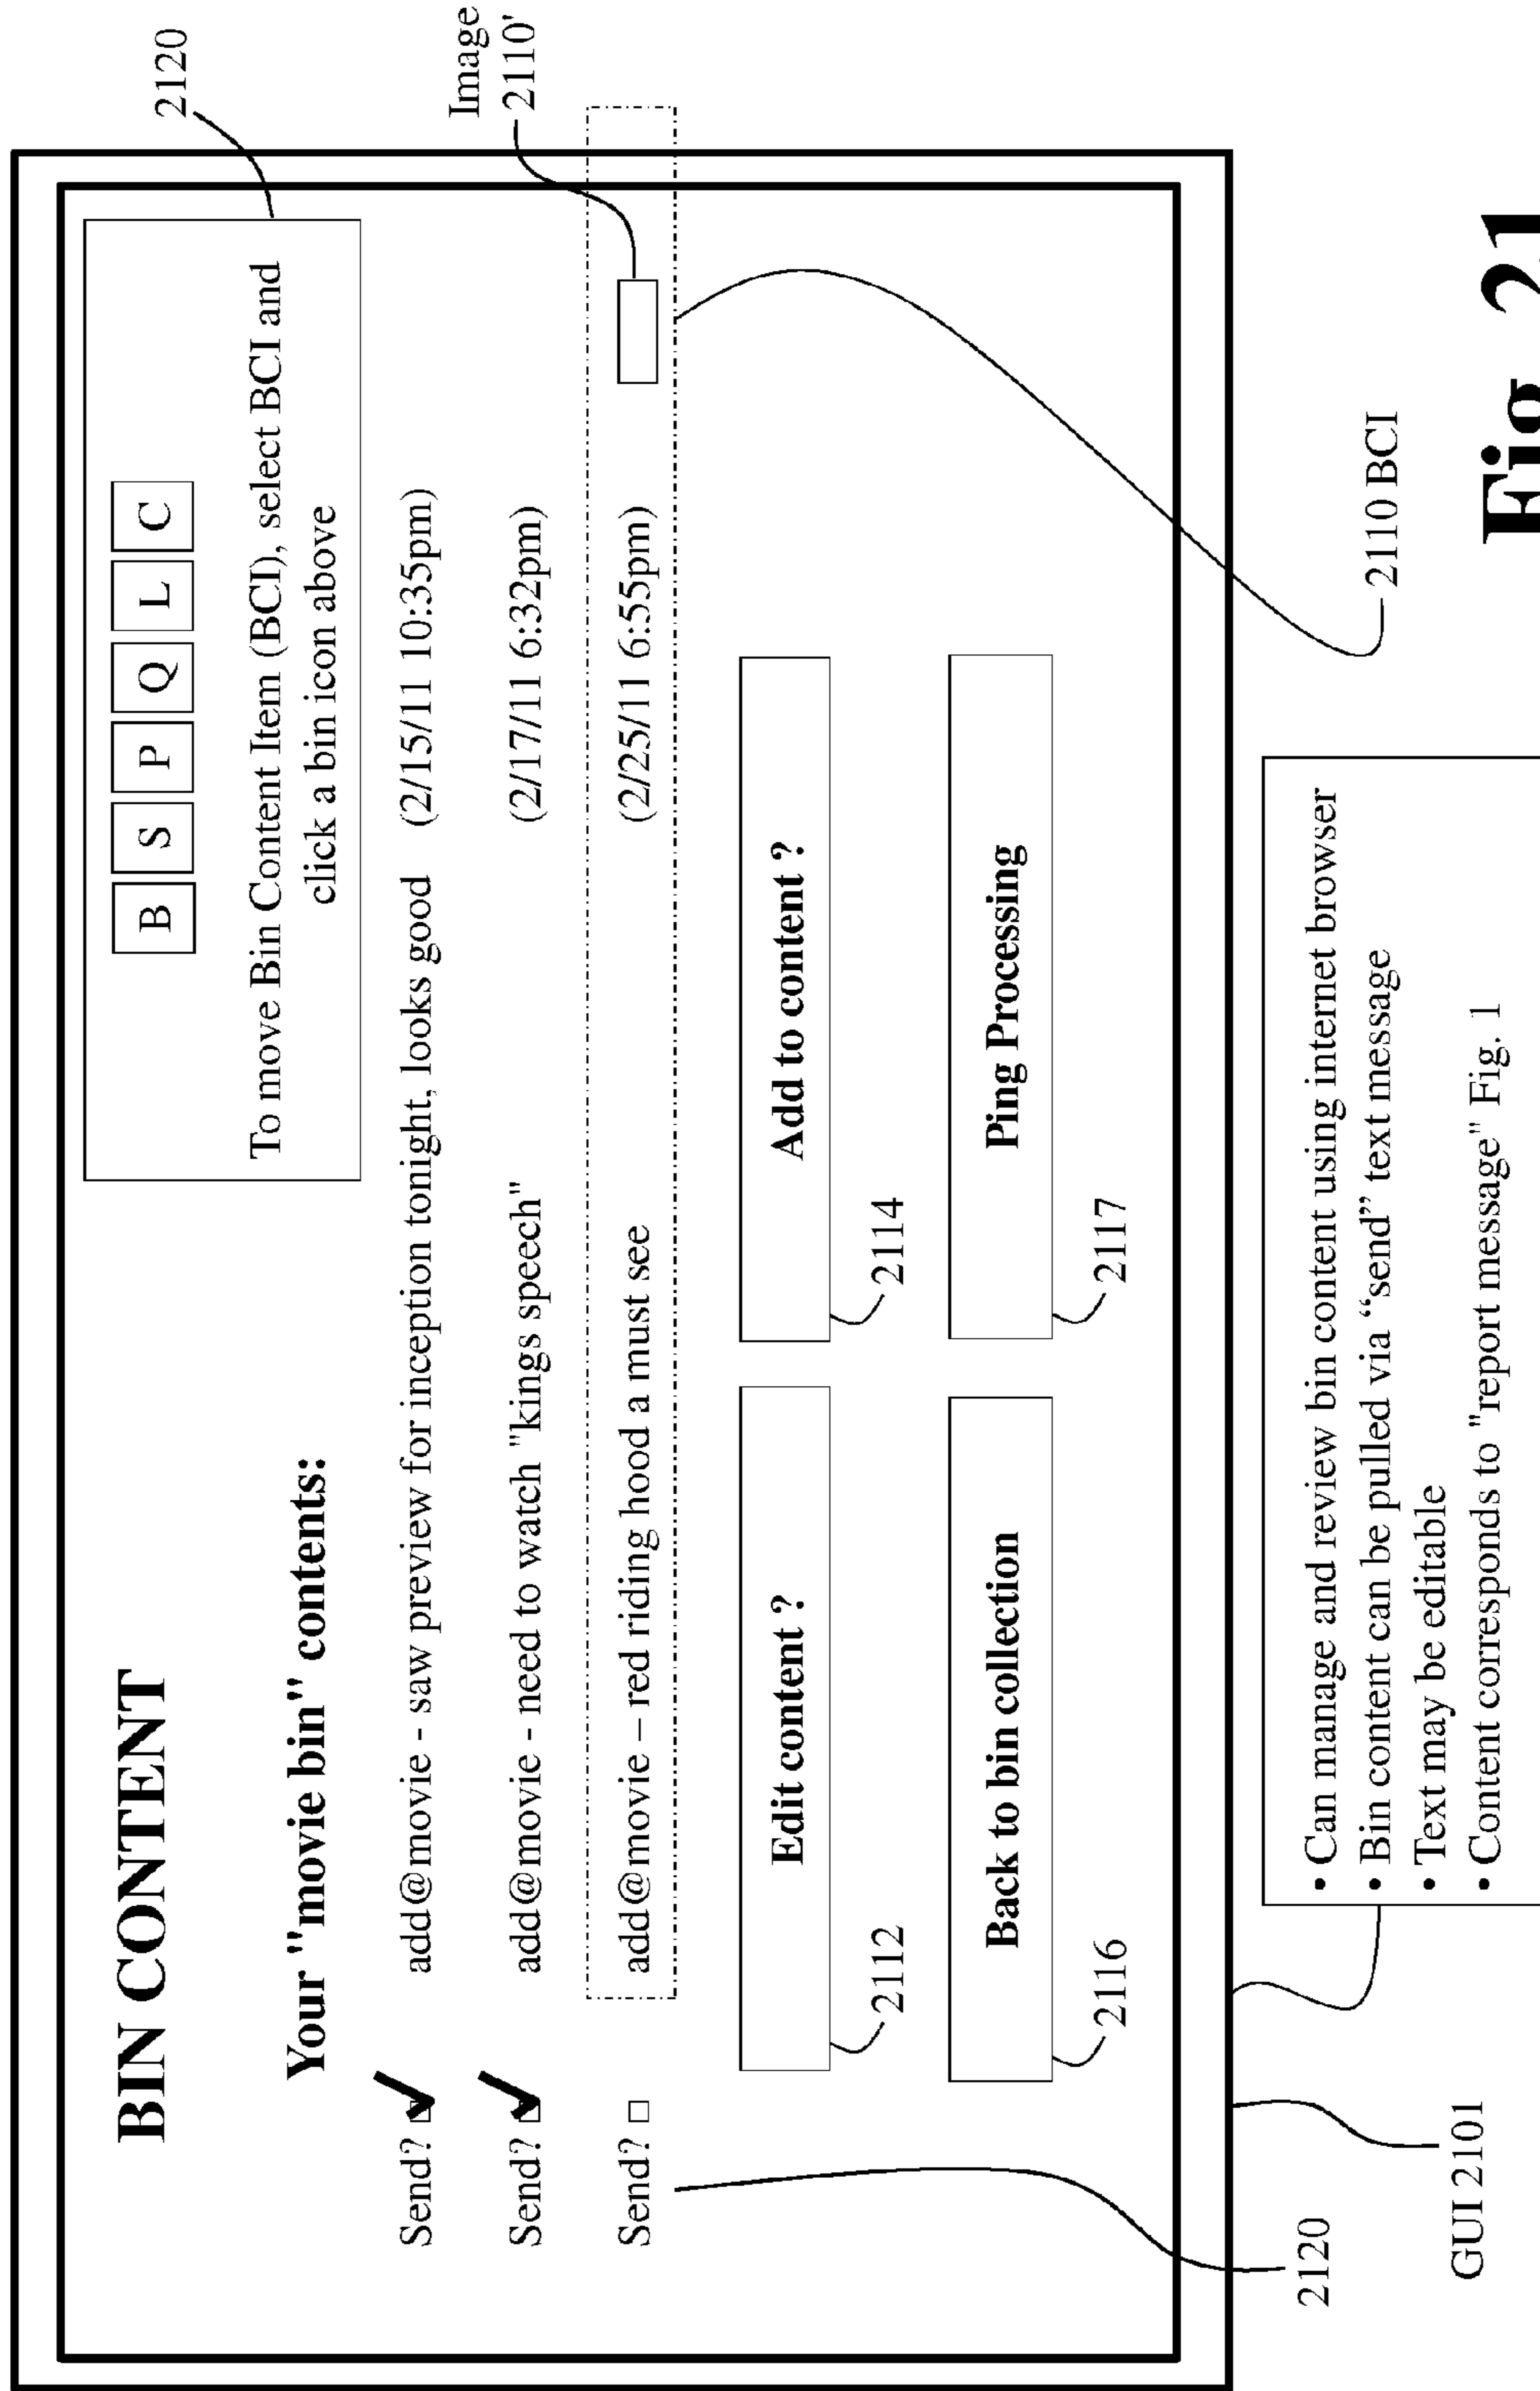 BIN CONTENT
B S P Q L C
To move Bin Content Item (BCI), select BCI and
click a bin icon above
2120
Your "movie bin" contents:
Send? add@movie - saw preview for inception tonight, looks good (2/15/11 10:35pm)
Send? add@movie - need to watch "kings speech" (2/17/11 6:32pm)
Send? add@movie – red riding hood a must see (2/25/11 6:55pm)
Image
2110'
Edit content ?
Add to content ?
2112
2114
Back to bin collection
Ping Processing
2116
2117
2120
GUI 2101
• Can manage and review bin content using internet browser
• Bin content can be pulled via “send” text message
• Text may be editable
• Content corresponds to "report message" Fig. 1
2110 BCI
Fig. 21